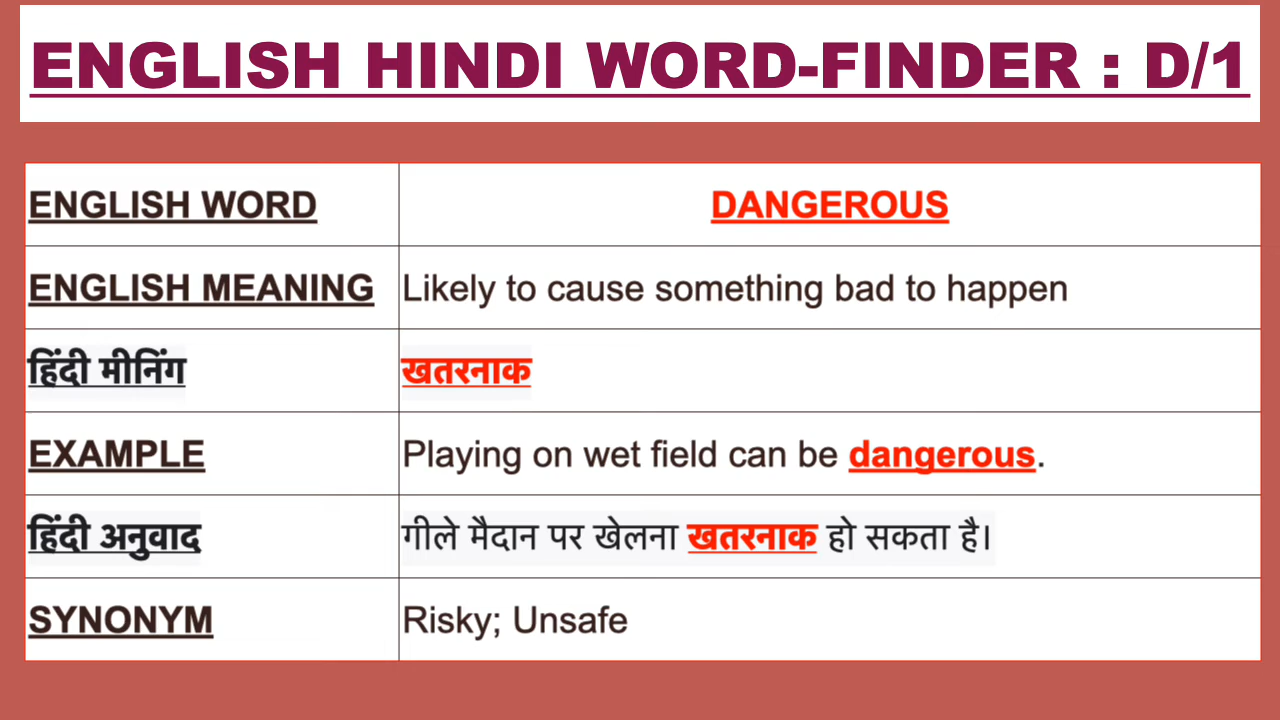 ENGLISH HINDI WORD-FINDER : D/1
ENGLISH WORD DANGEROUS
ENGLISH MEANING Likely to cause something bad to happen
हिंदी मीनिंग खतरनाक
EXAMPLE Playing on wet field can be dangerous.
हिंदी अनुवाद गीले मैदान पर खेलना खतरनाक हो सकता है।
SYNONYM Risky; Unsafe